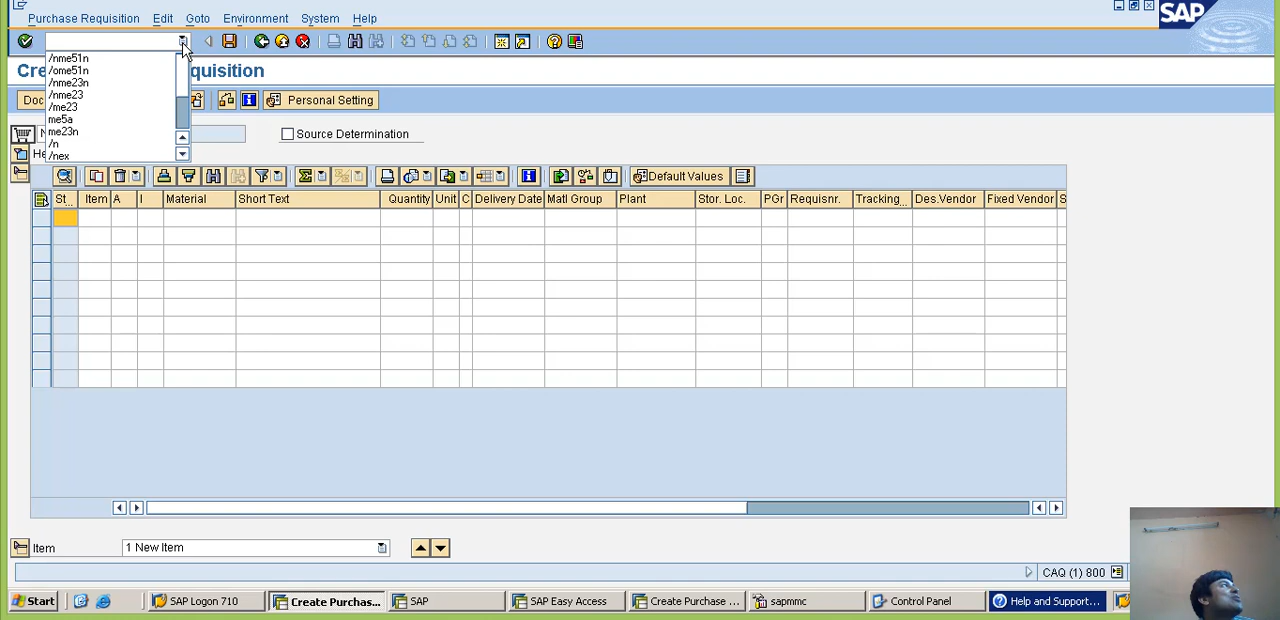 Purchase Requisition Edit Goto Environment System Help
SAP
/nme51n
/ome51n
/nme23n
/nme23
/me23
me5a
me23n
/n
/nex
Cre quisition
Doc Personal Setting
N Source Determination
He
Default Values
St... Item A I Material Short Text Quantity Unit C Delivery Date Matl Group Plant Stor. Loc. PGr Requisnr. Tracking... Des.Vendor Fixed Vendor S
Item 1 New Item
CAQ (1) 800
Start SAP Logon 710 Create Purchas... SAP SAP Easy Access Create Purchase ... sapmmc Control Panel Help and Support...